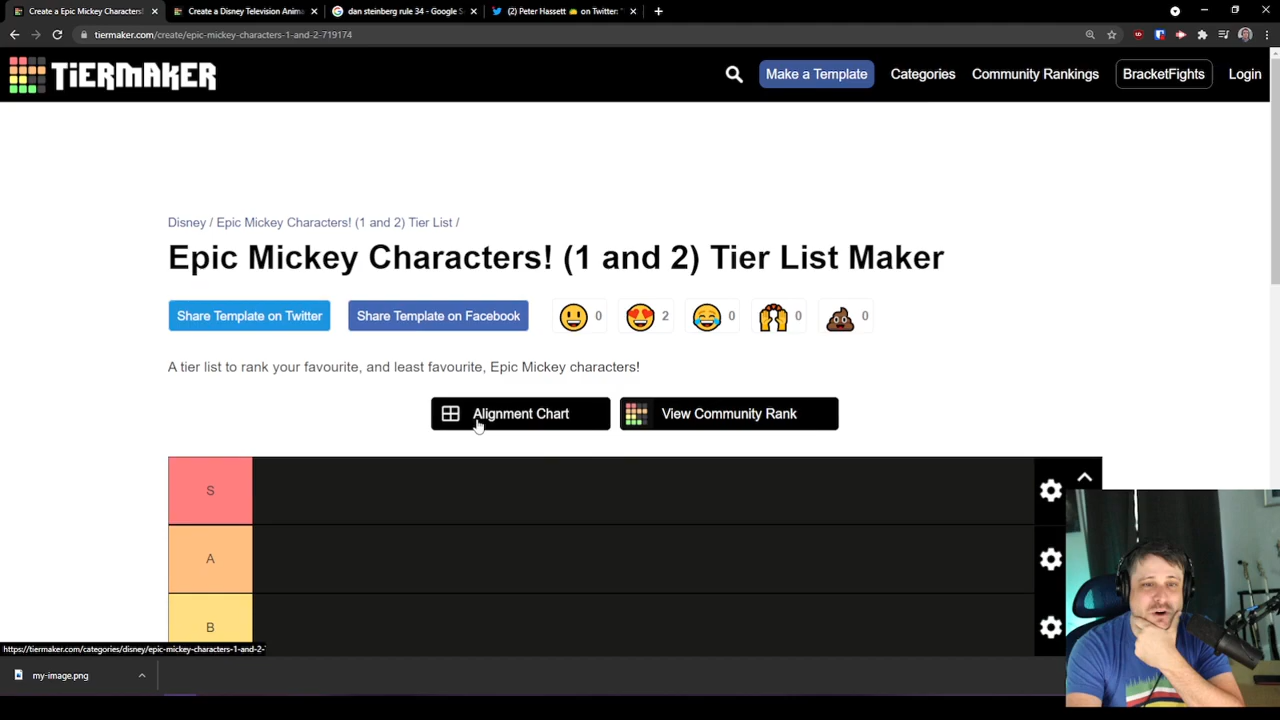 Create a Epic Mickey Characters!
Create a Disney Television Anima
dan steinberg rule 34 - Google S
(2) Peter Hassett on Twitter: "
tiermaker.com/create/epic-mickey-characters-1-and-2-719174
TIERMAKER
Make a Template
Categories
Community Rankings
BracketFights
Login
Disney / Epic Mickey Characters! (1 and 2) Tier List /
Epic Mickey Characters! (1 and 2) Tier List Maker
Share Template on Twitter
Share Template on Facebook
0
2
0
0
0
A tier list to rank your favourite, and least favourite, Epic Mickey characters!
Alignment Chart
View Community Rank
S
A
B
https://tiermaker.com/categories/disney/epic-mickey-characters-1-and-2-
my-image.png